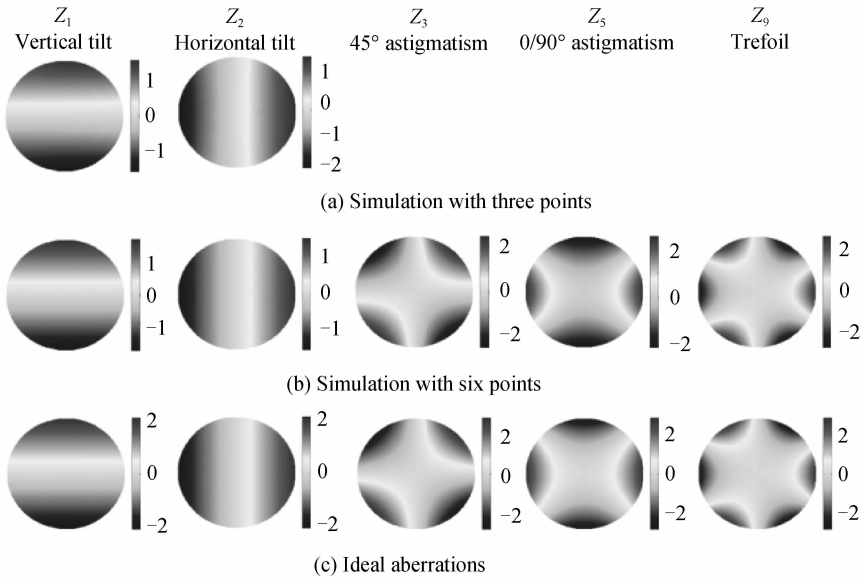 Z1 Z2 Z3 Z5 Z9
Vertical tilt Horizontal tilt 45° astigmatism 0/90° astigmatism Trefoil
1 0 −1 1 0 −1 −2
(a) Simulation with three points
1 0 −1 1 0 −1 2 0 −2 2 0 −2 2 0 −2
(b) Simulation with six points
2 0 −2 2 0 −2 2 0 −2 2 0 −2 2 0 −2
(c) Ideal aberrations